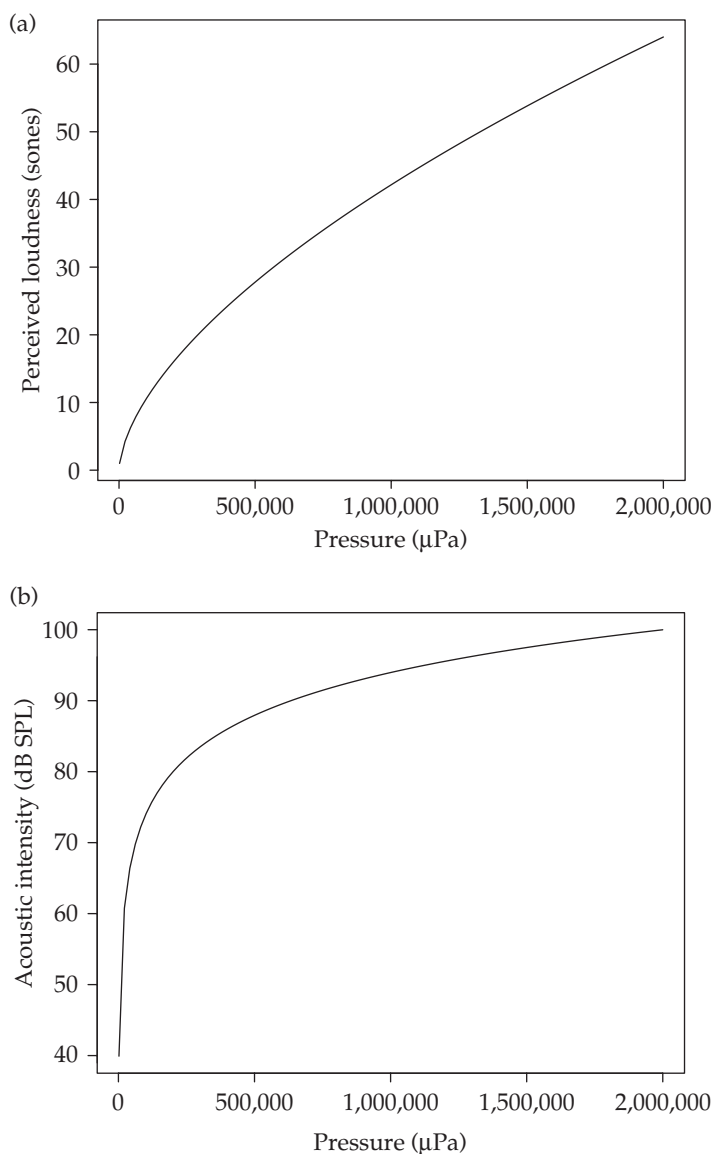 (a)
Perceived loudness (sones)
60
50
40
30
20
10
0
0 500,000 1,000,000 1,500,000 2,000,000
Pressure (μPa)
(b)
Acoustic intensity (dB SPL)
100
90
80
70
60
50
40
0 500,000 1,000,000 1,500,000 2,000,000
Pressure (μPa)